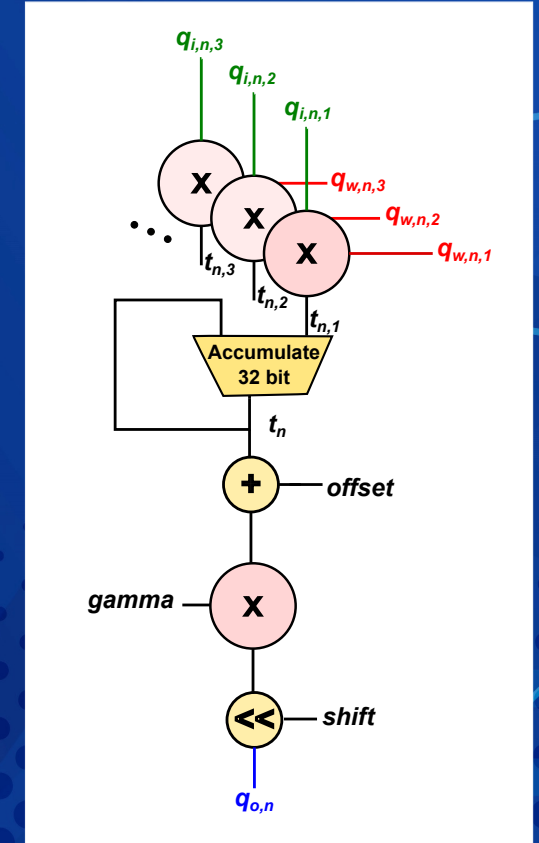 q_{i,n,3}
q_{i,n,2}
q_{i,n,1}
x
q_{w,n,3}
x
q_{w,n,2}
x
q_{w,n,1}
...
t_{n,3}
t_{n,2}
t_{n,1}
Accumulate
32 bit
t_n
+
offset
gamma
x
<<
shift
q_{o,n}